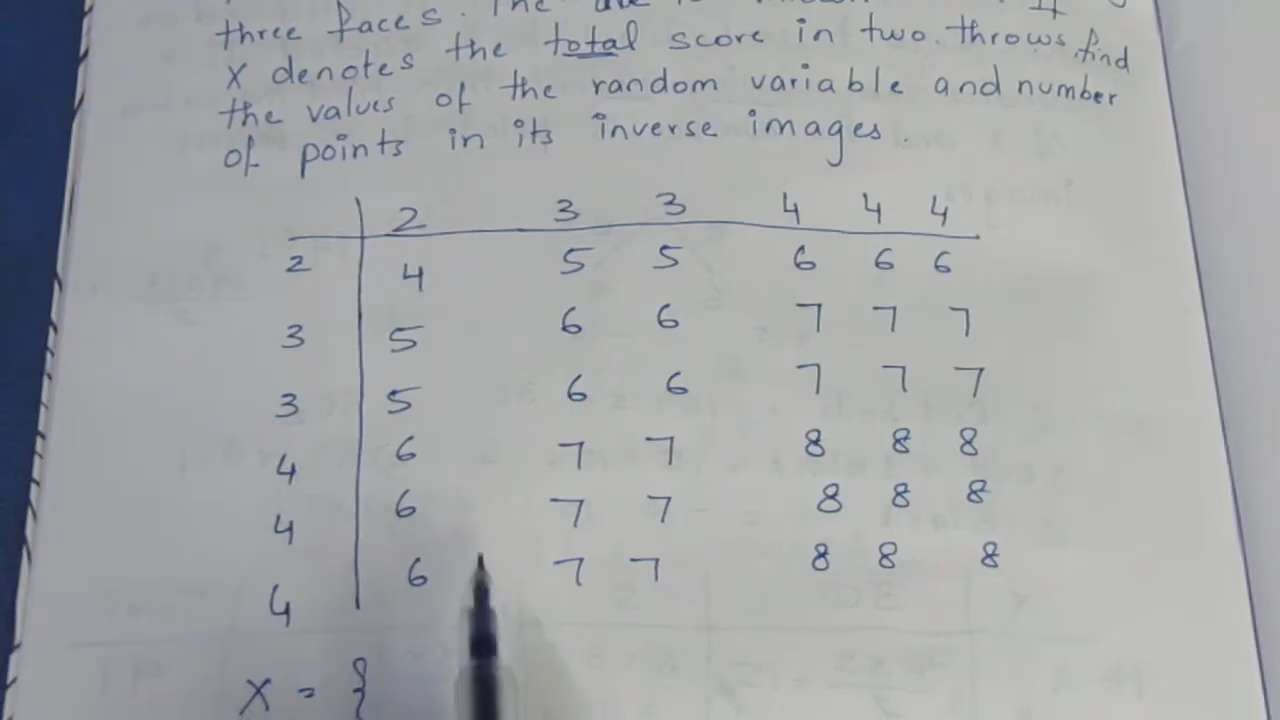 three faces. The die is
X denotes the total score in two throws, find
the values of the random variable and number
of points in its inverse images.
2 3 3 4 4 4
2 4 5 5 6 6 6
3 5 6 6 7 7 7
3 5 6 6 7 7 7
4 6 7 7 8 8 8
4 6 7 7 8 8 8
4 6 7 7 8 8 8
X = {